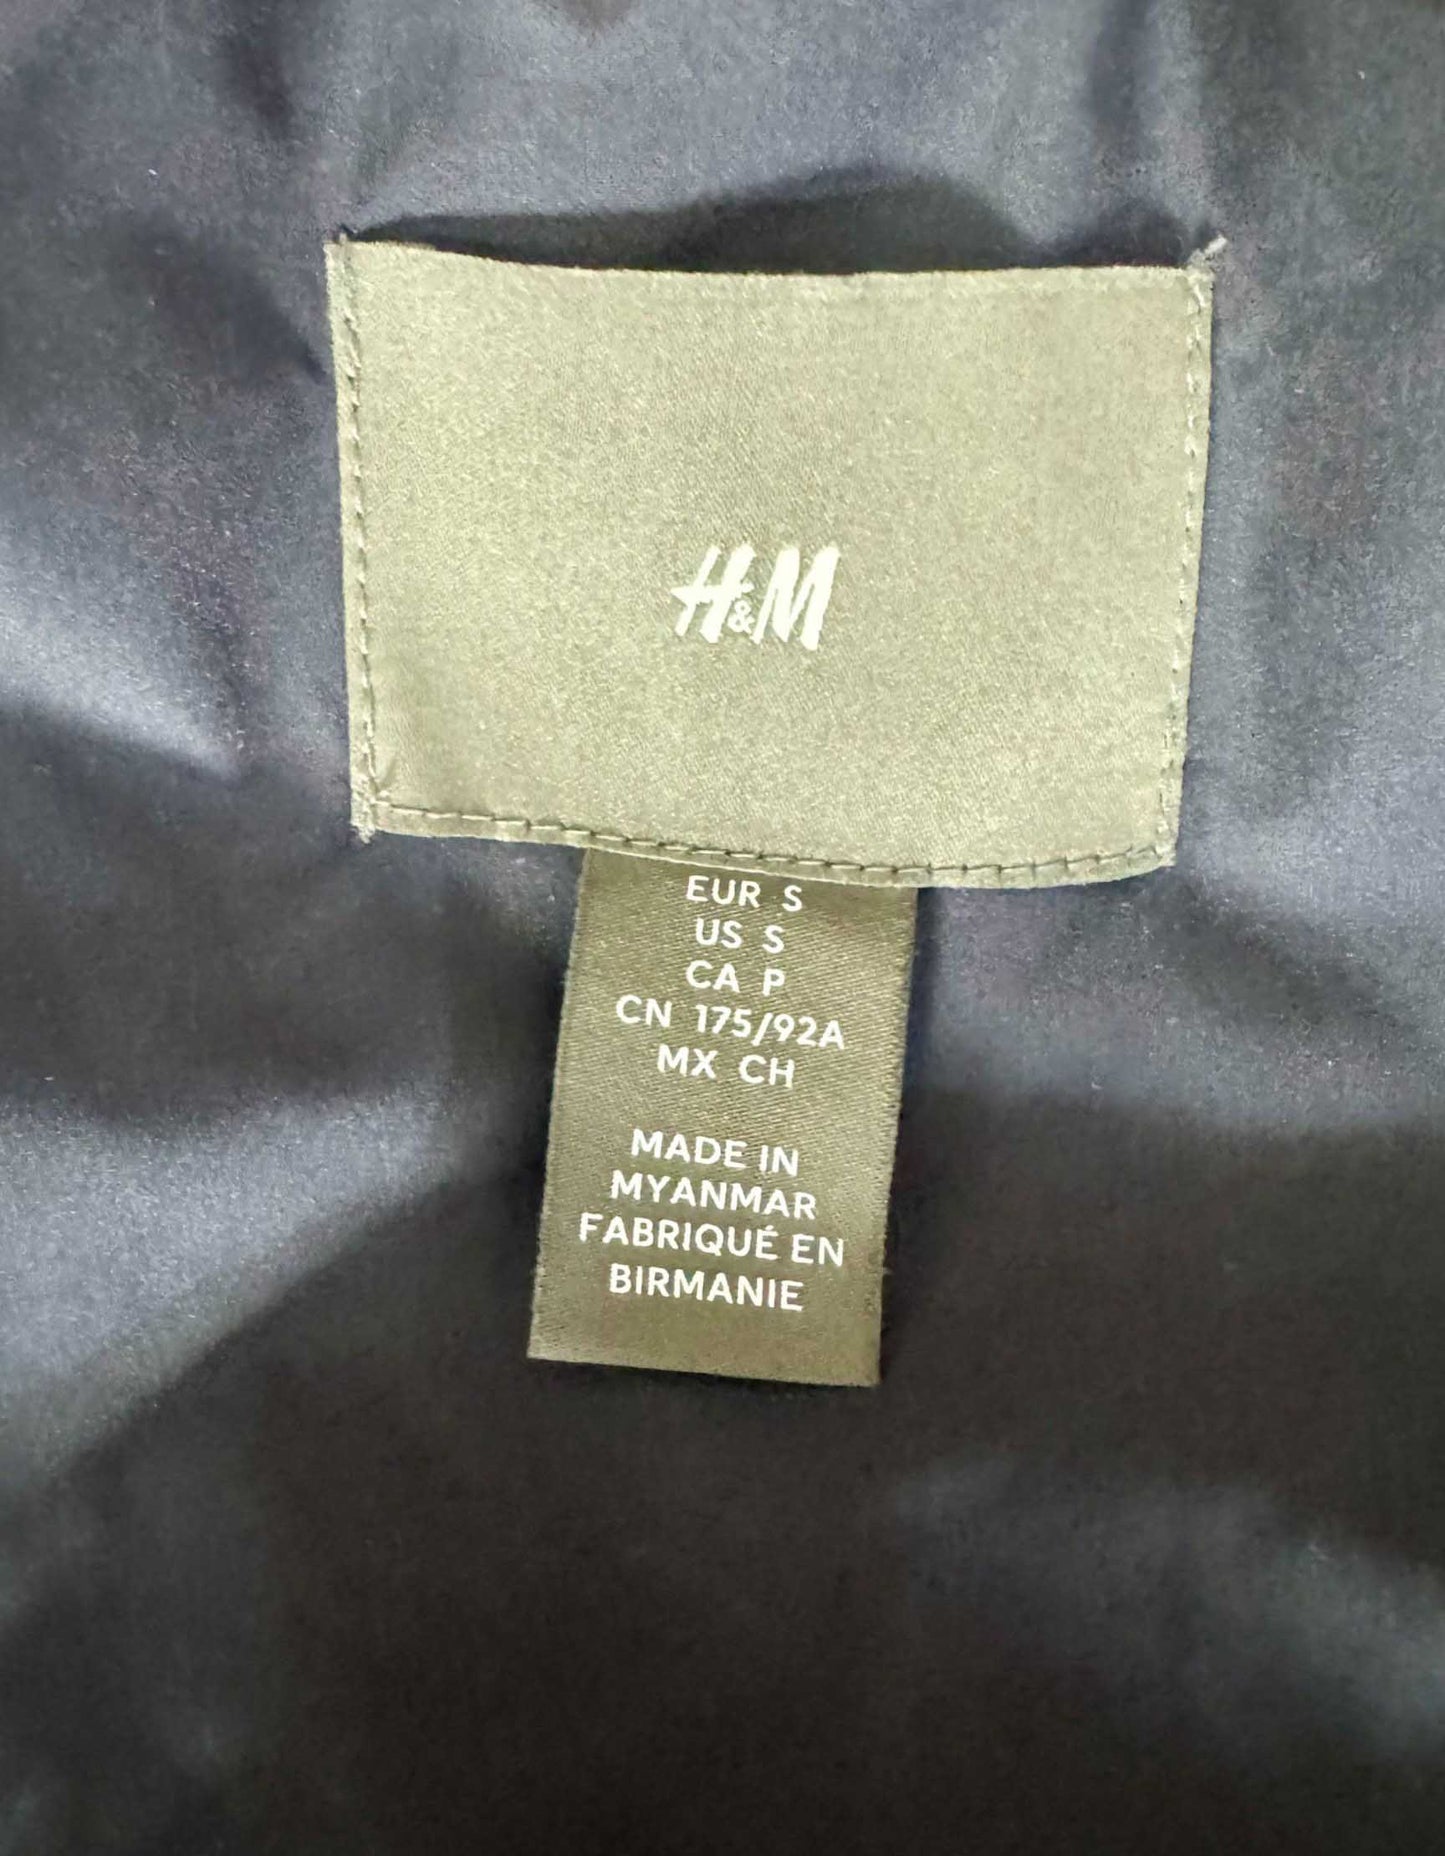 H&M
EUR S
US S
CA P
CN 175/92A
MX CH
MADE IN
MYANMAR
FABRIQUÉ EN
BIRMANIE